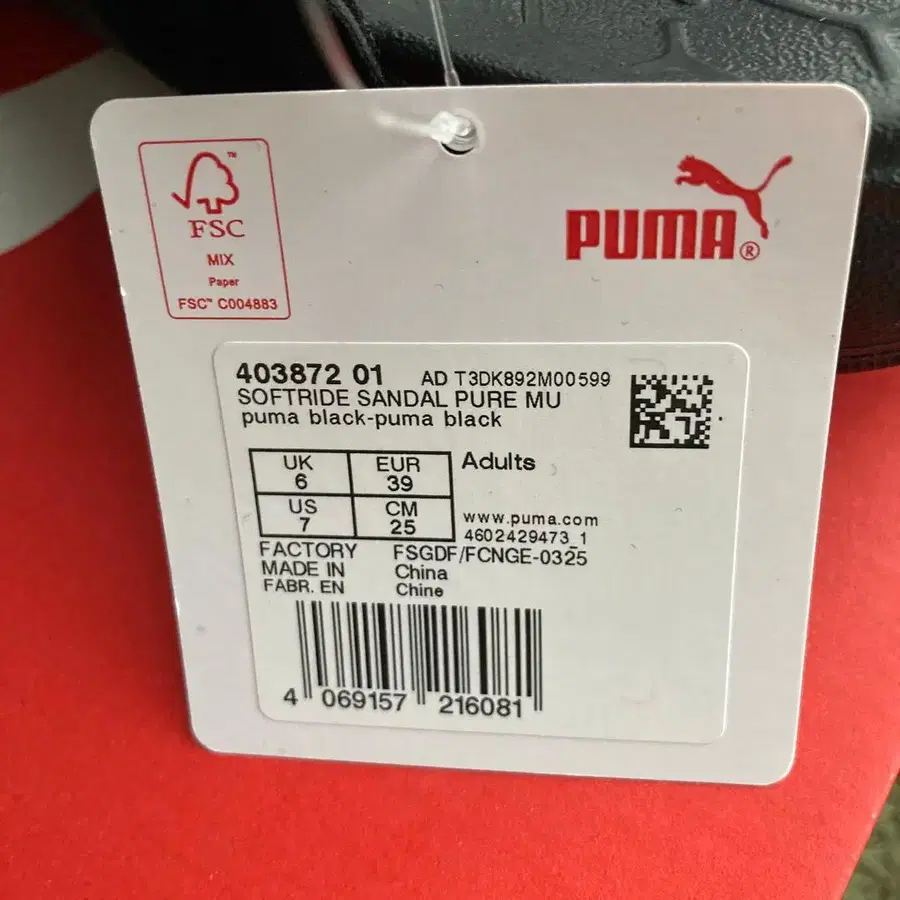 FSC™
MIX
Paper
FSC™ C004883
PUMA®
403872 01 AD T3DK892M00599
SOFTRIDE SANDAL PURE MU
puma black-puma black
UK 6 EUR 39 Adults
US 7 CM 25
www.puma.com
4602429473_1
FACTORY FSGDF/FCNGE-0325
MADE IN China
FABR. EN Chine
4 069157 216081